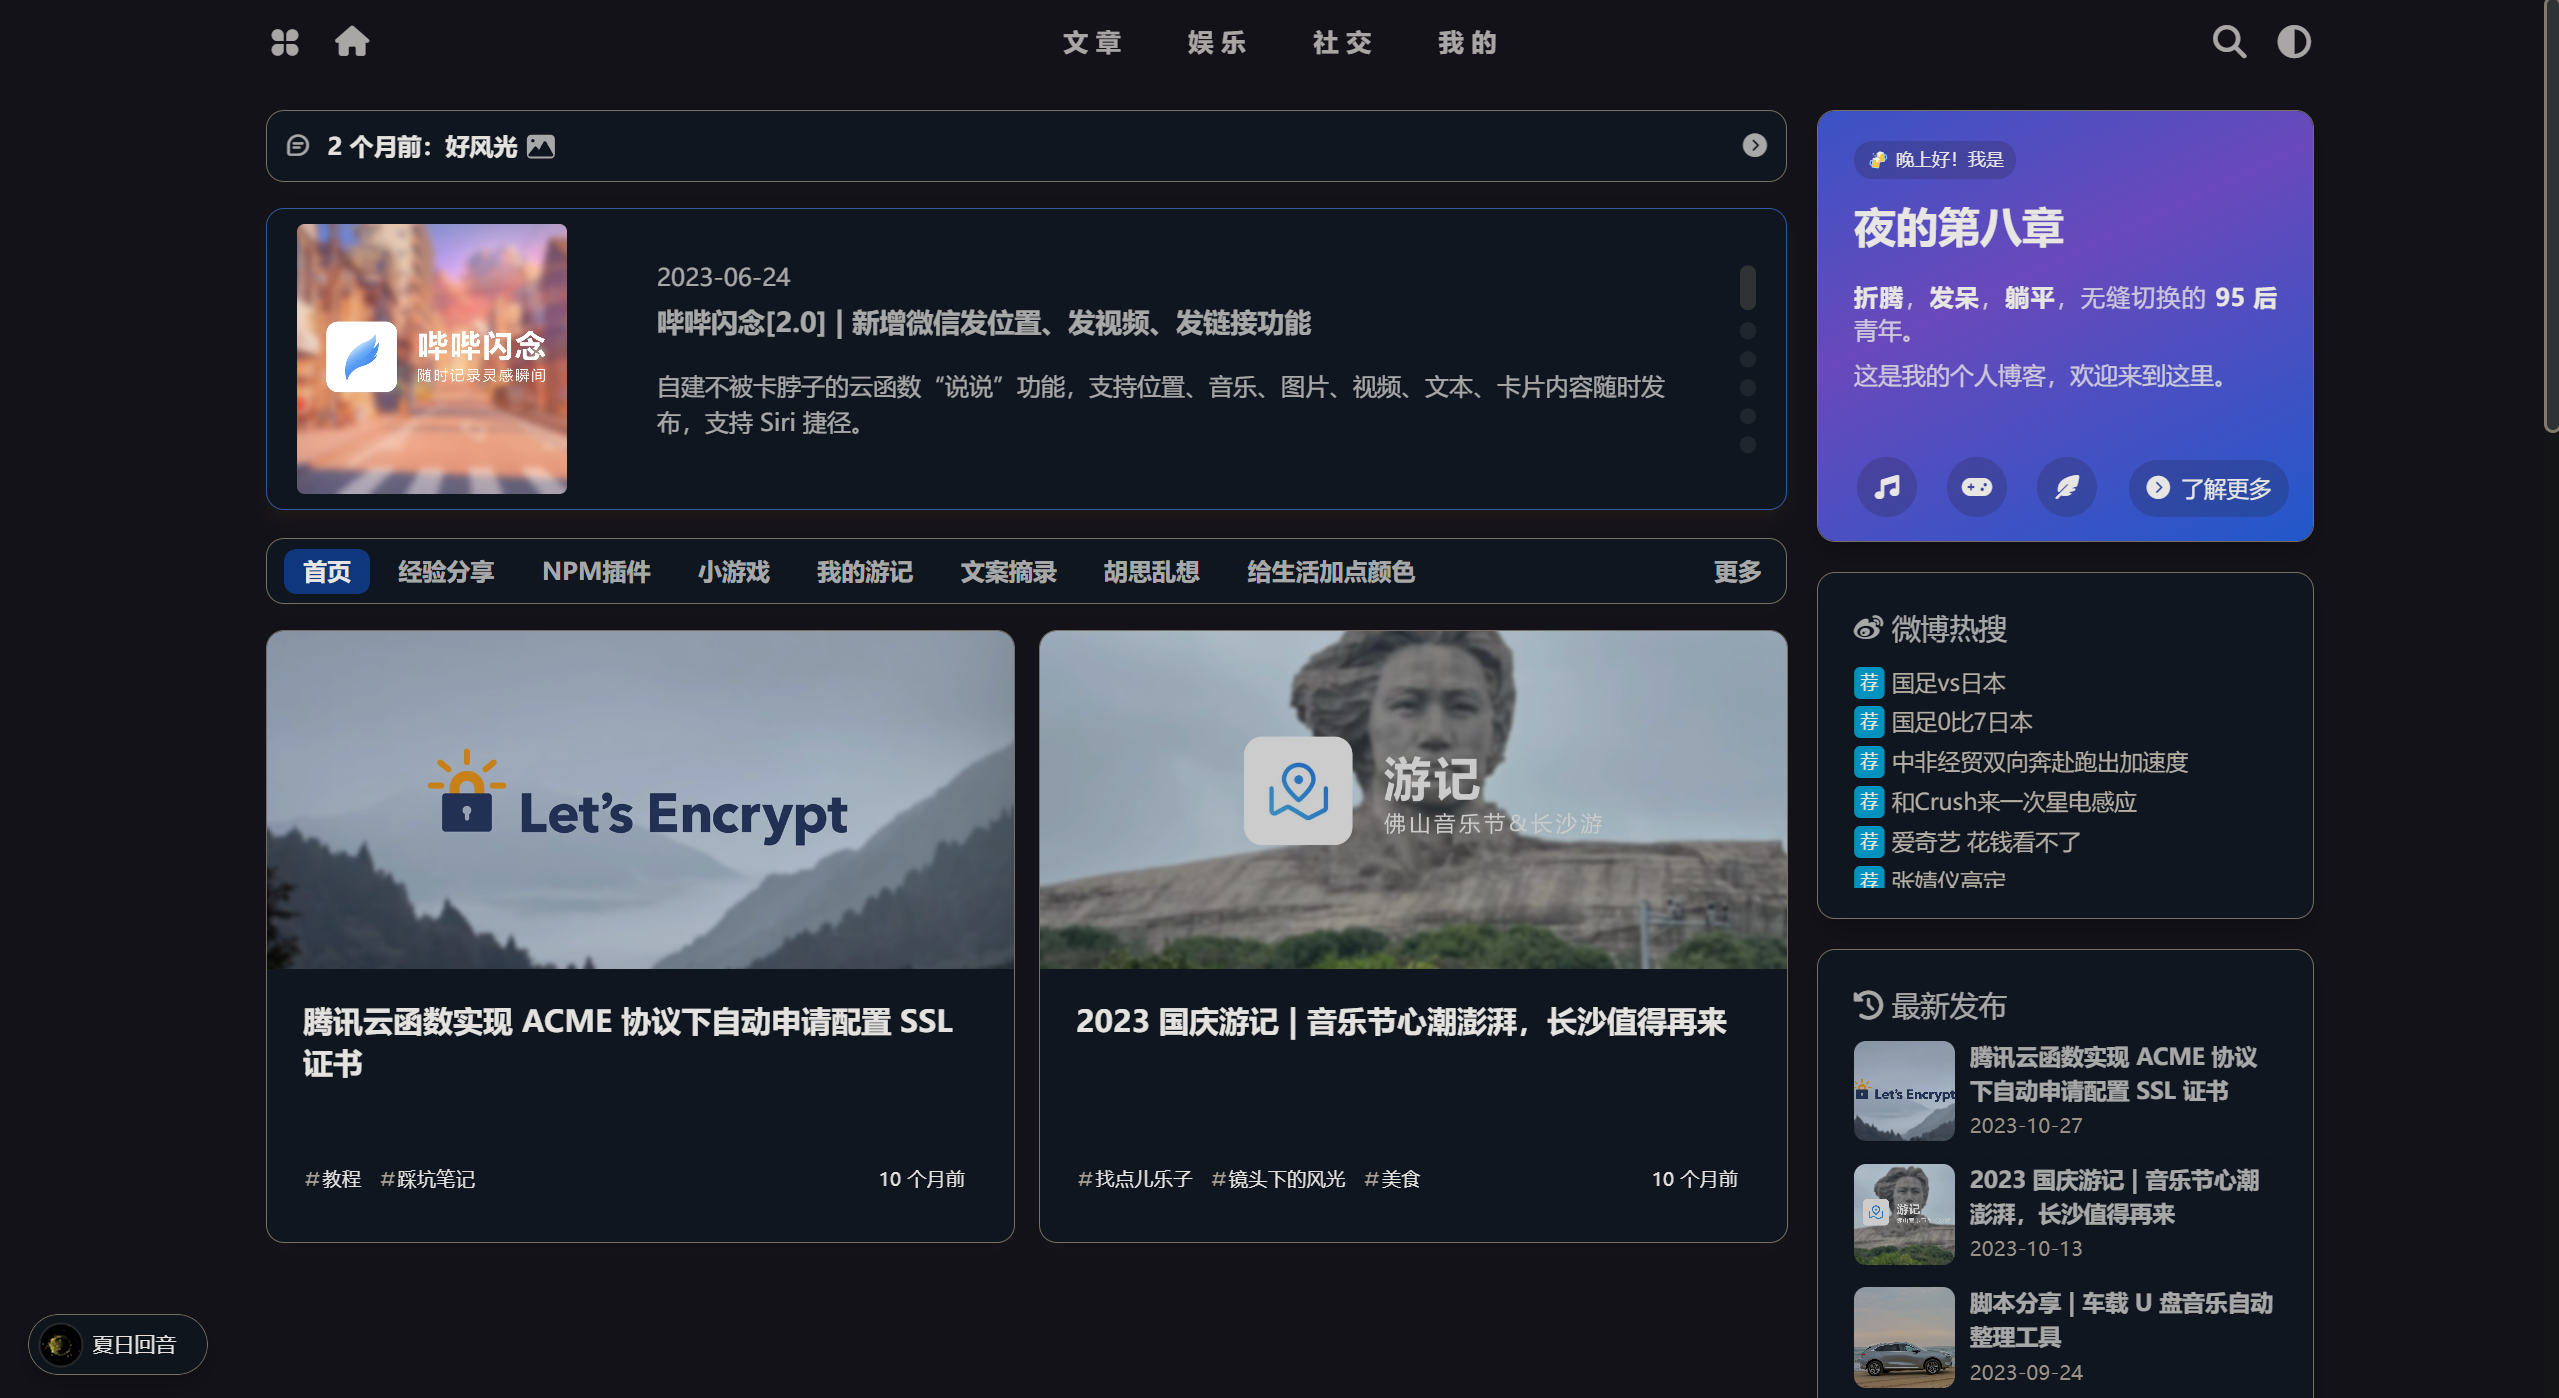 文章 娱乐 社交 我的
2 个月前：好风光
哔哔闪念
随时记录灵感瞬间
2023-06-24
哔哔闪念[2.0] | 新增微信发位置、发视频、发链接功能
自建不被卡脖子的云函数“说说”功能，支持位置、音乐、图片、视频、文本、卡片内容随时发
布，支持 Siri 捷径。
首页 经验分享 NPM插件 小游戏 我的游记 文案摘录 胡思乱想 给生活加点颜色 更多
Let's Encrypt
腾讯云函数实现 ACME 协议下自动申请配置 SSL
证书
#教程 #踩坑笔记 10 个月前
游记
佛山音乐节&长沙游
2023 国庆游记 | 音乐节心潮澎湃，长沙值得再来
#找点儿乐子 #镜头下的风光 #美食 10 个月前
晚上好！我是
夜的第八章
折腾，发呆，躺平，无缝切换的 95 后
青年。
这是我的个人博客，欢迎来到这里。
了解更多
微博热搜
荐 国足vs日本
荐 国足0比7日本
荐 中非经贸双向奔赴跑出加速度
荐 和Crush来一次星电感应
荐 爱奇艺 花钱看不了
荐 张婧仪高定
最新发布
Let's Encrypt
腾讯云函数实现 ACME 协议
下自动申请配置 SSL 证书
2023-10-27
游记
2023 国庆游记 | 音乐节心潮
澎湃，长沙值得再来
2023-10-13
脚本分享 | 车载 U 盘音乐自动
整理工具
2023-09-24
夏日回音